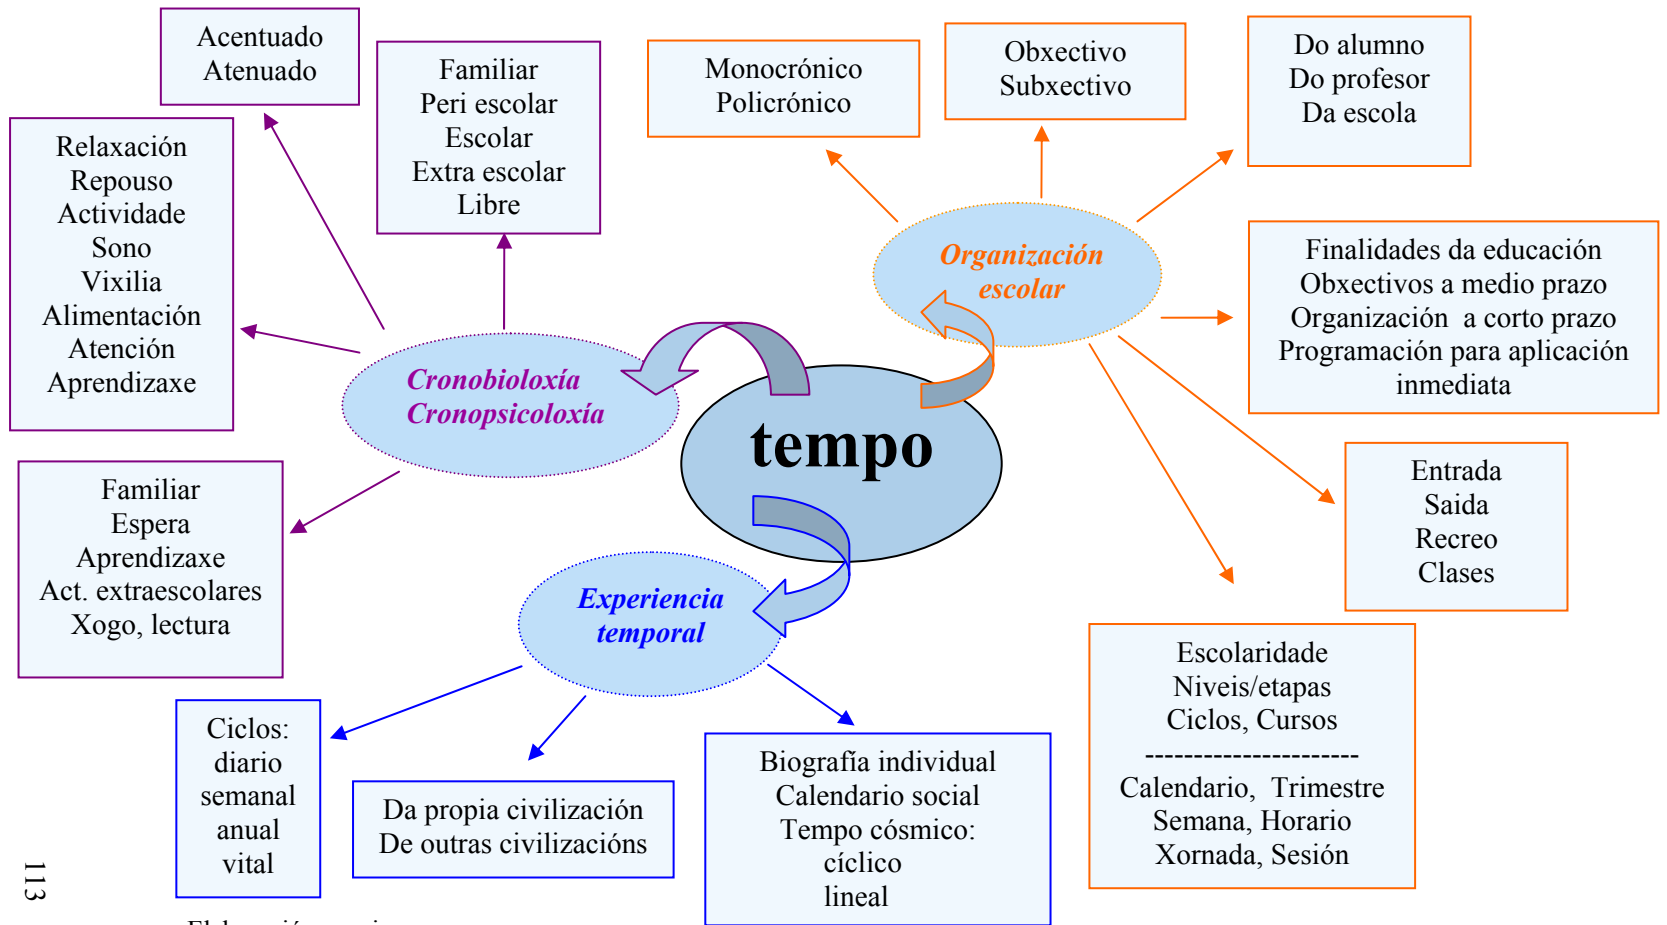 Acentuado
Atenuado
Familiar
Peri escolar
Escolar
Extra escolar
Libre
Monocrónico
Policrónico
Obxectivo
Subxectivo
Do alumno
Do profesor
Da escola
Relaxación
Repouso
Actividade
Sono
Vixilia
Alimentación
Atención
Aprendizaxe
Organización
escolar
Finalidades da educación
Obxectivos a medio prazo
Organización a corto prazo
Programación para aplicación
inmediata
Cronobioloxía
Cronopsicoloxía
tempo
Familiar
Espera
Aprendizaxe
Act. extraescolares
Xogo, lectura
Entrada
Saida
Recreo
Clases
Experiencia
temporal
Escolaridade
Niveis/etapas
Ciclos, Cursos
----------------------
Calendario, Trimestre
Semana, Horario
Xornada, Sesión
Ciclos:
diario
semanal
anual
vital
Da propia civilización
De outras civilizacións
Biografía individual
Calendario social
Tempo cósmico:
cíclico
lineal
113